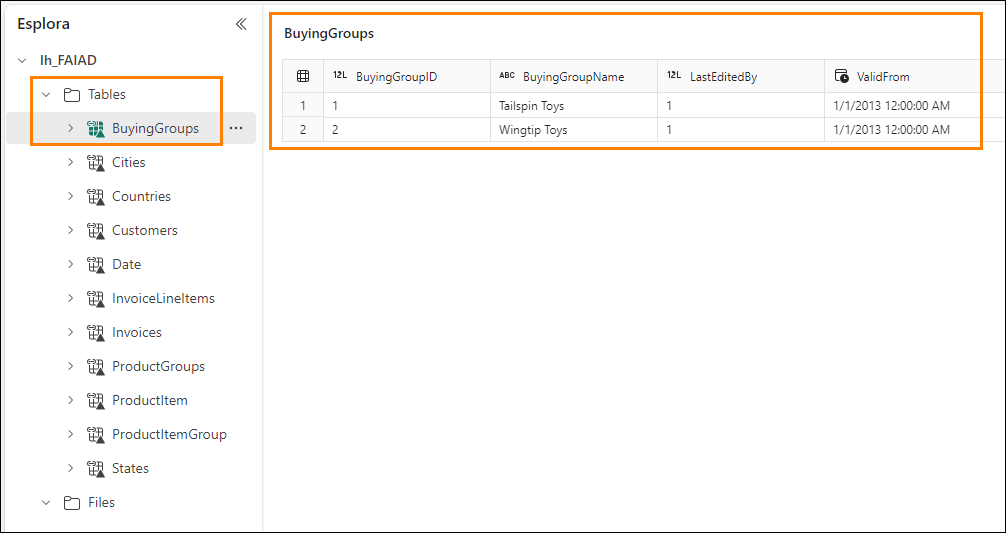 Esplora
lh_FAIAD
Tables
BuyingGroups
Cities
Countries
Customers
Date
InvoiceLineItems
Invoices
ProductGroups
ProductItem
ProductItemGroup
States
Files
BuyingGroups
12L BuyingGroupID ABC BuyingGroupName 12L LastEditedBy ValidFrom
1 1 Tailspin Toys 1 1/1/2013 12:00:00 AM
2 2 Wingtip Toys 1 1/1/2013 12:00:00 AM